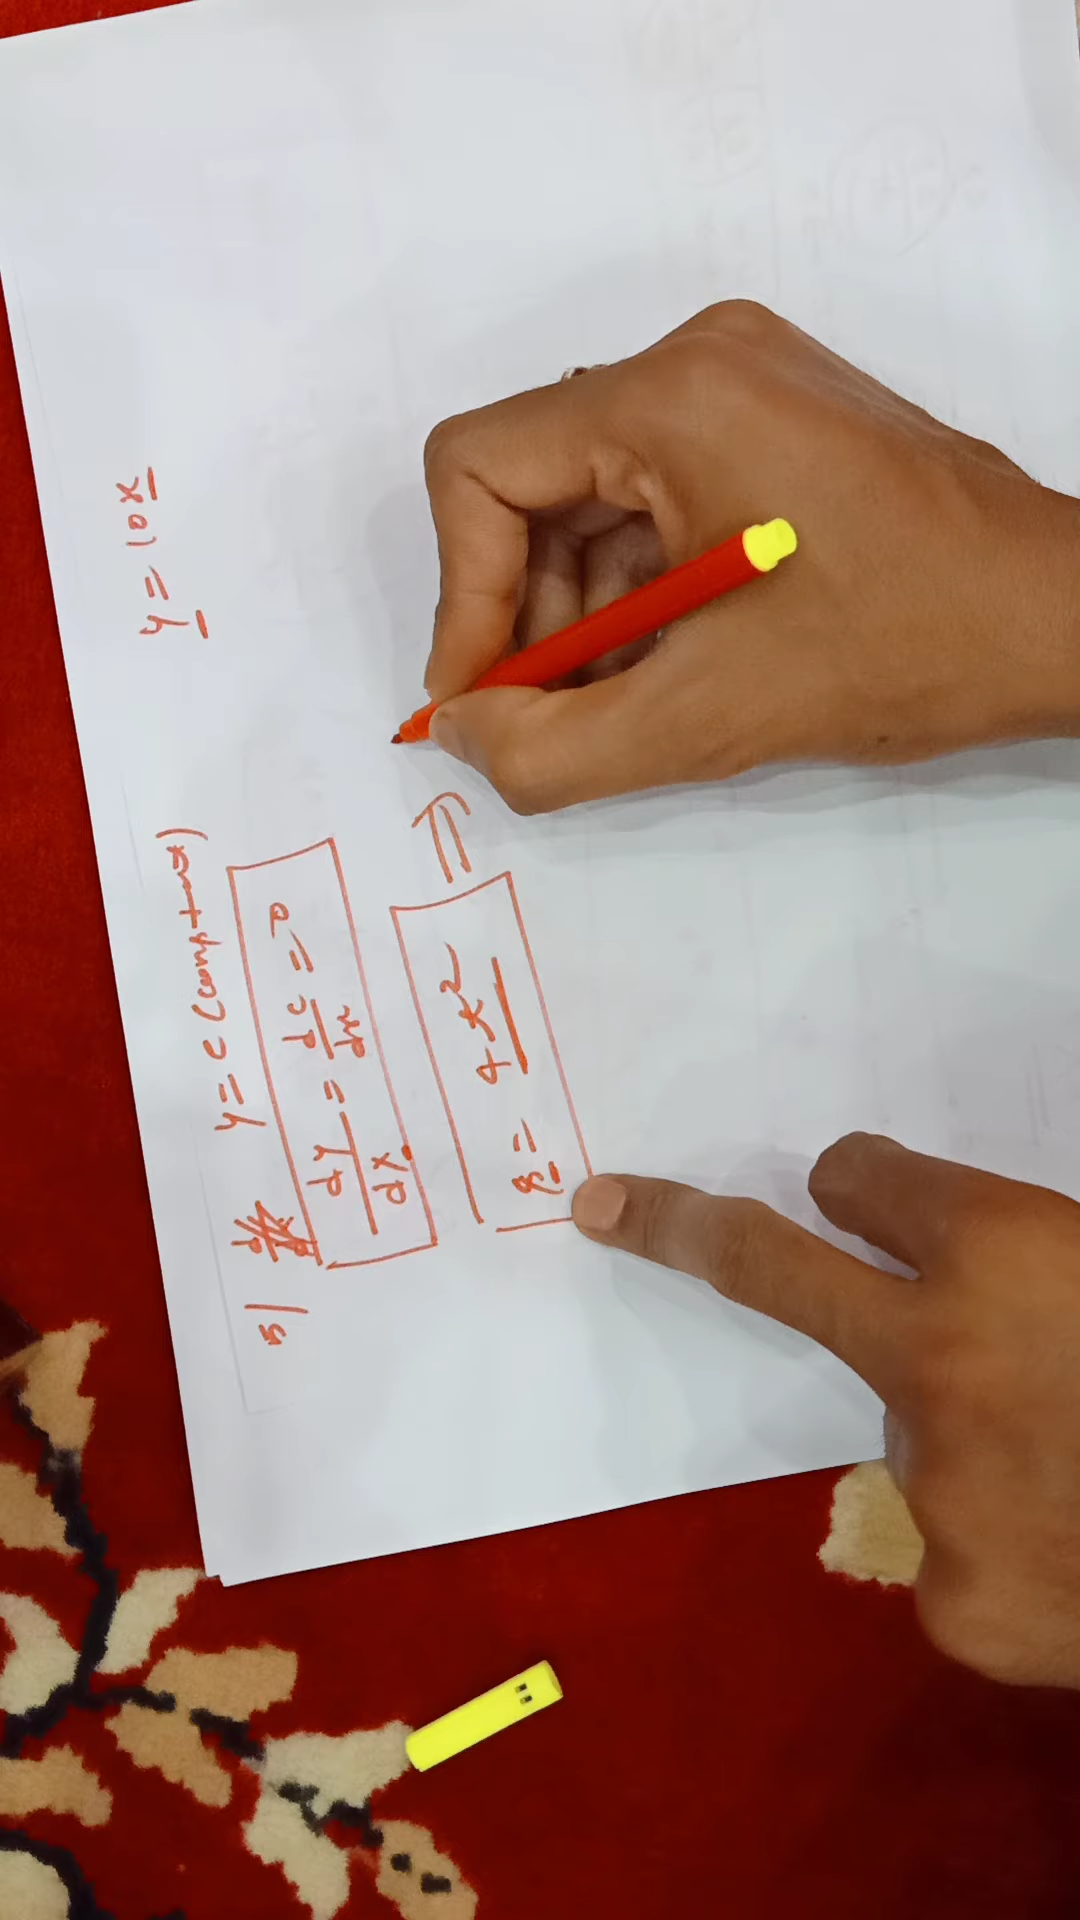 5) y = c (constant) y = 10x
dy/dx = dc/dx = 0
= 4x² ⇒